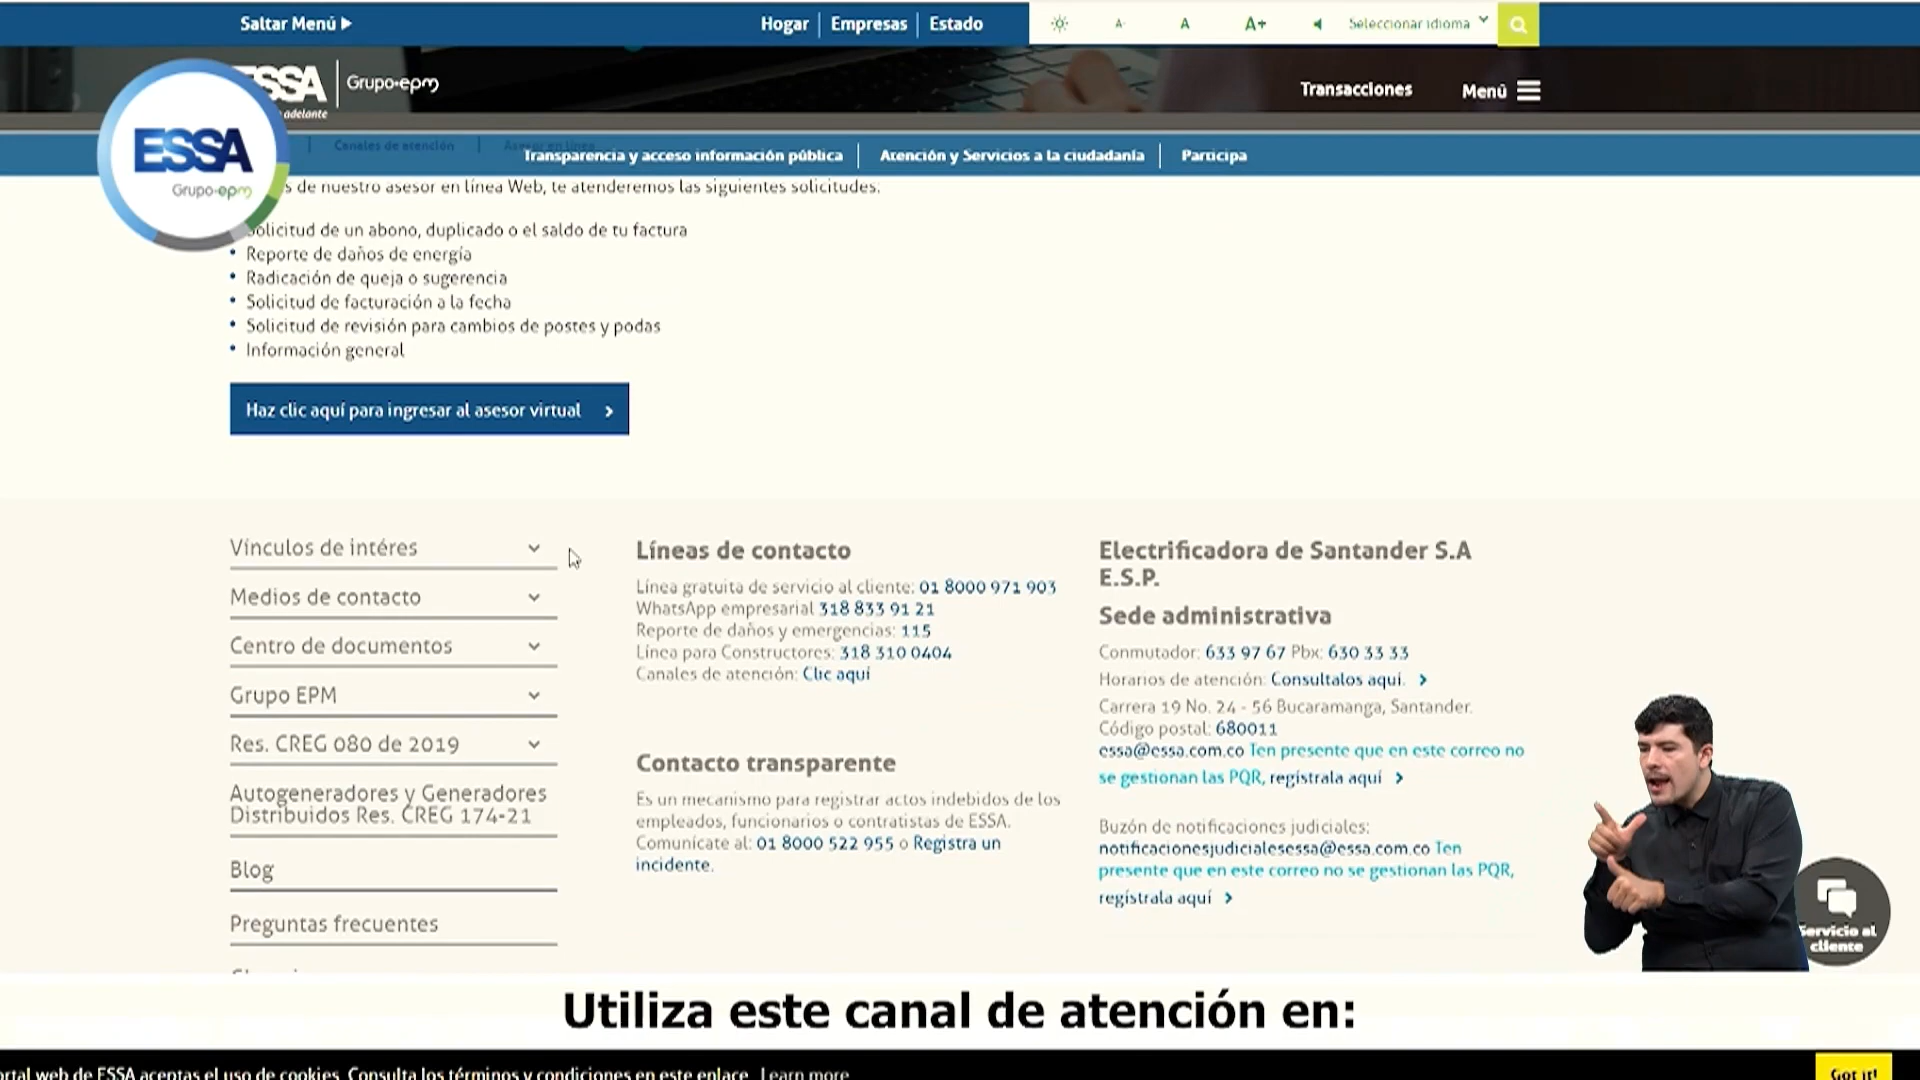 Saltar Menú
Hogar Empresas Estado
A- A A+ Seleccionar idioma
ESSA Grupo·epm
adelante
Transacciones Menú
Canales de atención
Transparencia y acceso información pública Atención y Servicios a la ciudadanía Participa
ESSA
Grupo·epm
s de nuestro asesor en línea Web, te atenderemos las siguientes solicitudes:
Solicitud de un abono, duplicado o el saldo de tu factura
Reporte de daños de energía
Radicación de queja o sugerencia
Solicitud de facturación a la fecha
Solicitud de revisión para cambios de postes y podas
Información general
Haz clic aquí para ingresar al asesor virtual
Vínculos de intéres
Medios de contacto
Centro de documentos
Grupo EPM
Res. CREG 080 de 2019
Autogeneradores y Generadores
Distribuidos Res. CREG 174-21
Blog
Preguntas frecuentes
Líneas de contacto
Línea gratuita de servicio al cliente: 01 8000 971 903
WhatsApp empresarial 318 833 91 21
Reporte de daños y emergencias: 115
Línea para Constructores: 318 310 0404
Canales de atención: Clic aquí
Contacto transparente
Es un mecanismo para registrar actos indebidos de los
empleados, funcionarios o contratistas de ESSA.
Comunícate al: 01 8000 522 955 o Registra un
incidente.
Electrificadora de Santander S.A
E.S.P.
Sede administrativa
Conmutador: 633 97 67 Pbx: 630 33 33
Horarios de atención: Consultalos aquí.
Carrera 19 No. 24 - 56 Bucaramanga, Santander.
Código postal: 680011
essa@essa.com.co Ten presente que en este correo no
se gestionan las PQR, regístrala aquí
Buzón de notificaciones judiciales:
notificacionesjudicialesessa@essa.com.co Ten
presente que en este correo no se gestionan las PQR,
regístrala aquí
Servicio al
cliente
Utiliza este canal de atención en:
ortal web de ESSA aceptas el uso de cookies. Consulta los términos y condiciones en este enlace Learn more
Got it!